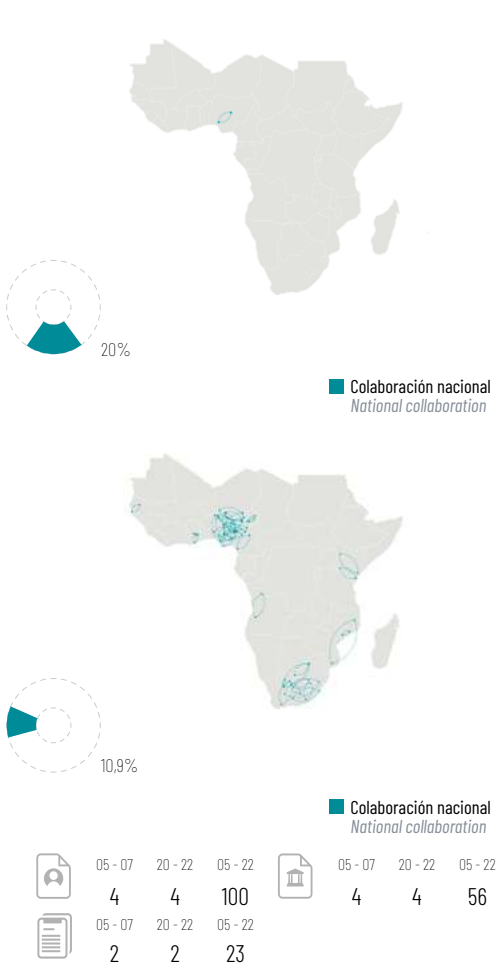 20%
Colaboración nacional
National collaboration
10,9%
Colaboración nacional
National collaboration
05 - 07 20 - 22 05 - 22 05 - 07 20 - 22 05 - 22
4 4 100 4 4 56
05 - 07 20 - 22 05 - 22
2 2 23